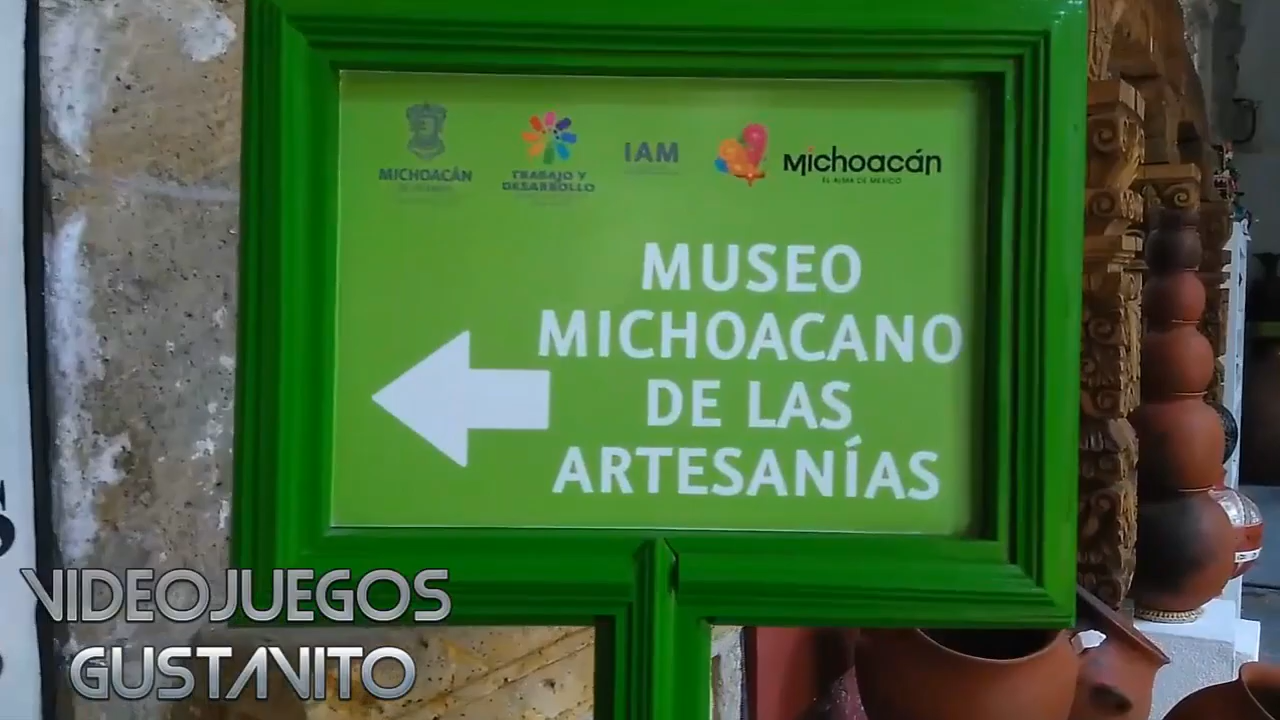 MICHOACÁN
TRABAJO Y
DESARROLLO
IAM
Michoacán
EL ALMA DE MÉXICO
MUSEO
MICHOACANO
DE LAS
ARTESANÍAS
VIDEOJUEGOS
GUSTAVITO